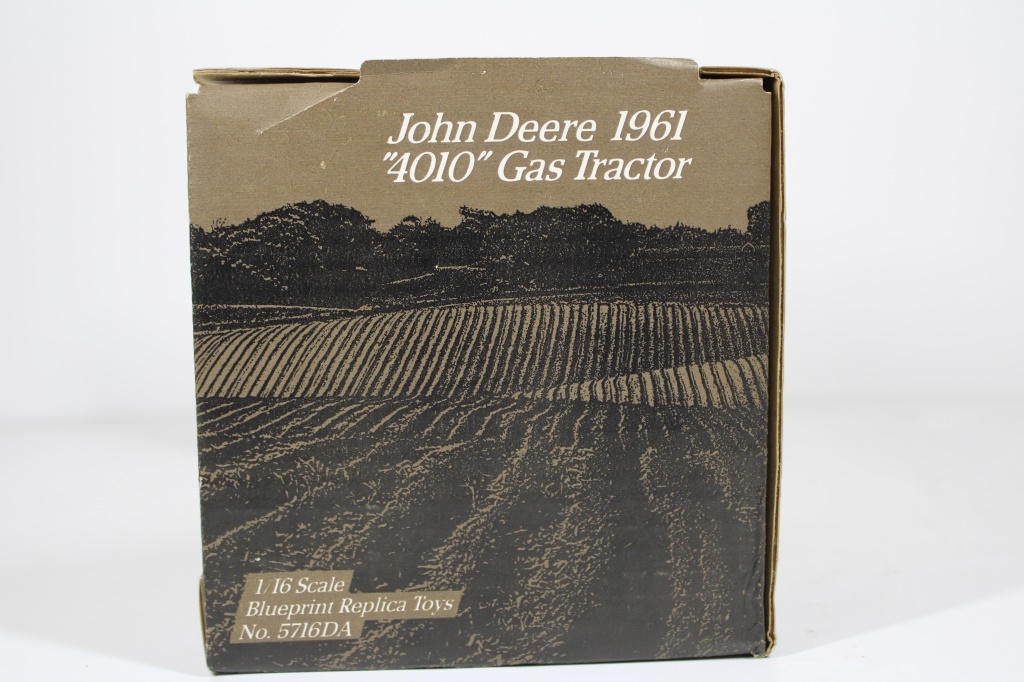 John Deere 1961
"4010" Gas Tractor
1/16 Scale
Blueprint Replica Toys
No. 5716DA